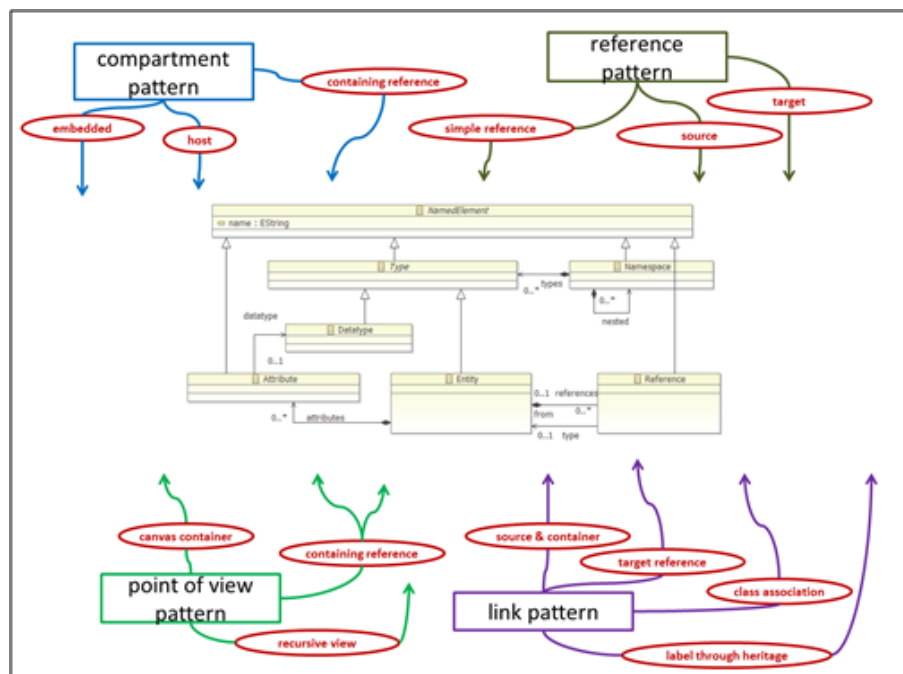 compartment
pattern
containing reference
embedded
host
reference
pattern
target
simple reference
source
NamedElement
name : EString
Type
Namespace
0..*
types
0..*
nested
datatype
Datatype
0..1
Attribute
Entity
Reference
0..*
attributes
0..1
references
from
0..*
0..1
type
canvas container
containing reference
point of view
pattern
recursive view
source & container
target reference
link pattern
class association
label through heritage